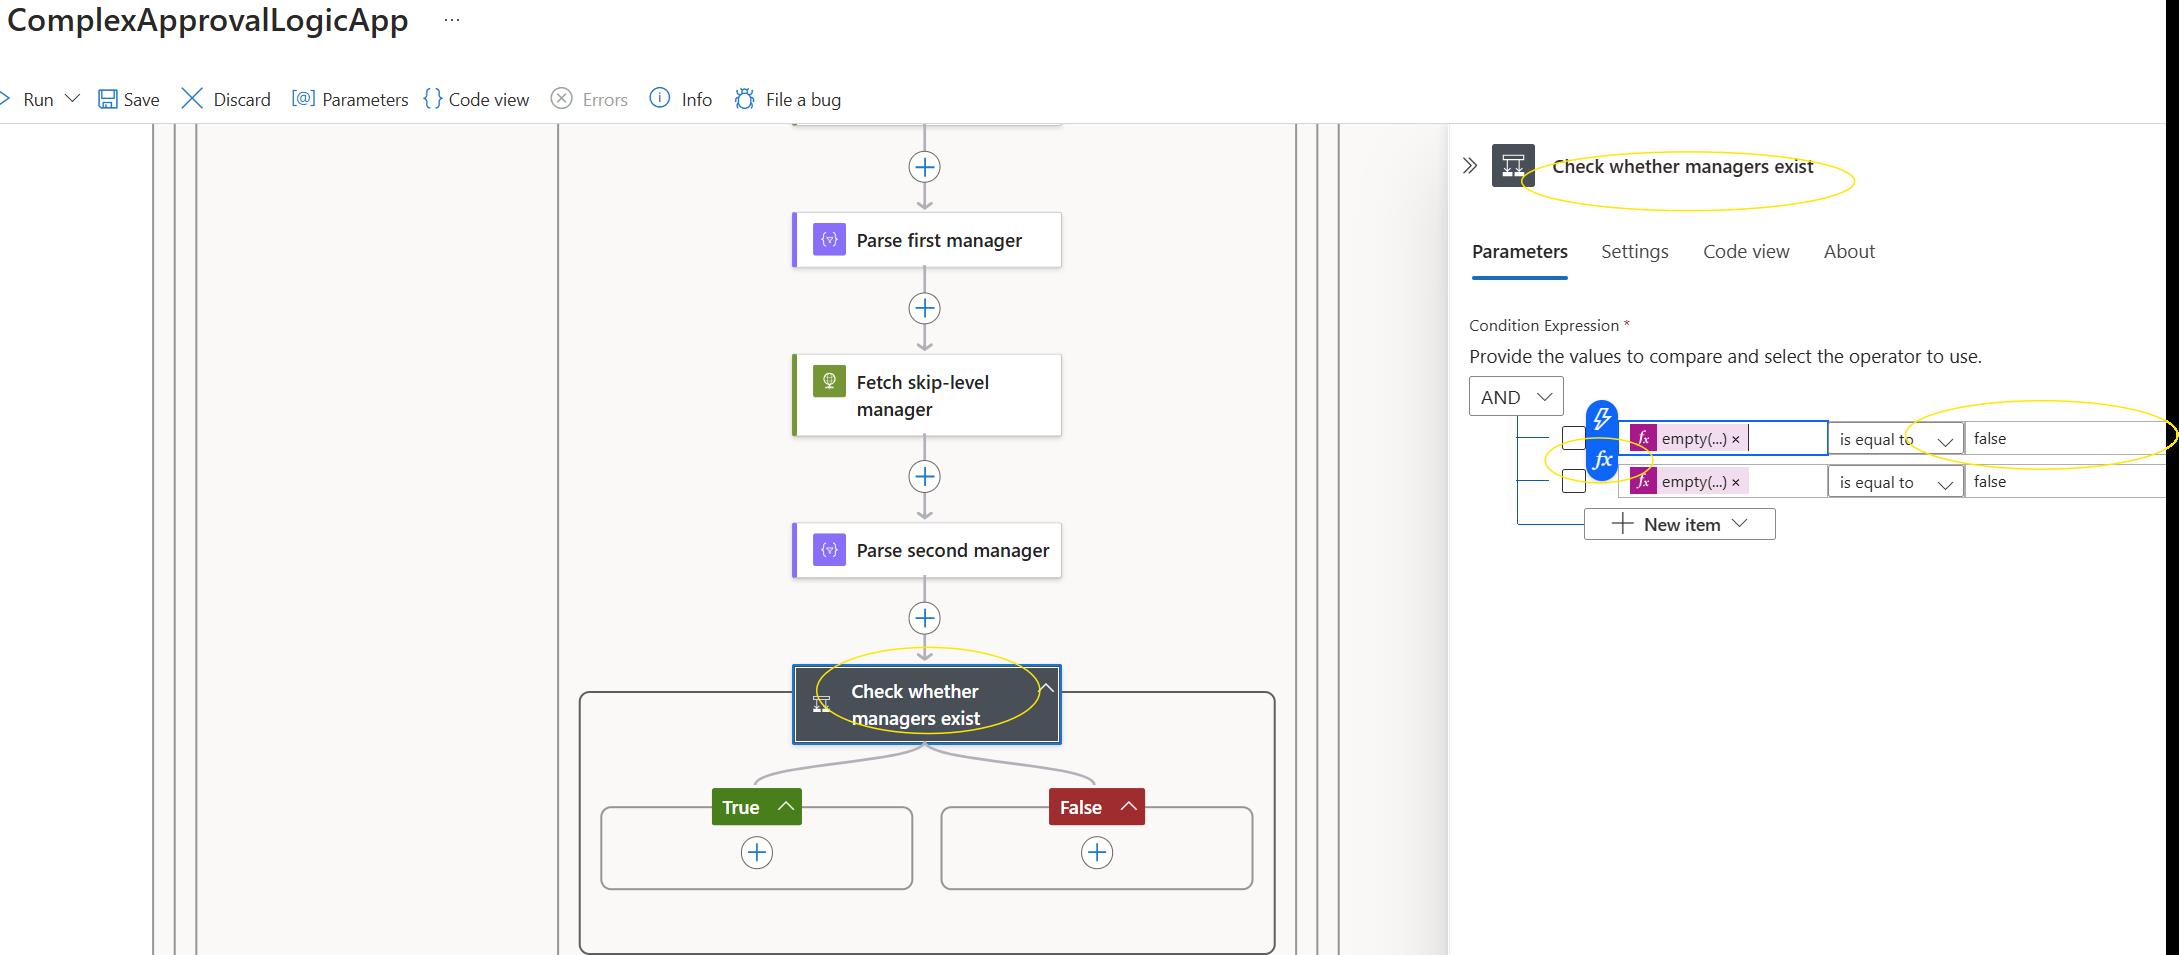 ComplexApprovalLogicApp ...
Run Save Discard [@] Parameters {} Code view Errors Info File a bug
Parse first manager
Fetch skip-level
manager
Parse second manager
Check whether
managers exist
True
False
Check whether managers exist
Parameters Settings Code view About
Condition Expression *
Provide the values to compare and select the operator to use.
AND
fx empty(...) × is equal to false
fx
fx empty(...) × is equal to false
New item